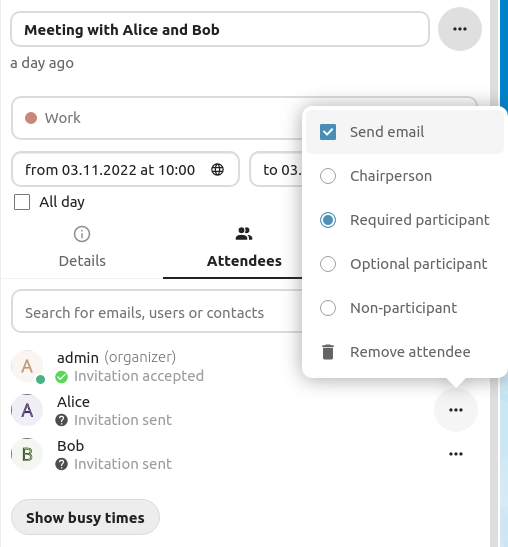 Meeting with Alice and Bob
a day ago
Work
from 03.11.2022 at 10:00
to 03.
All day
Details
Attendees
Search for emails, users or contacts
admin (organizer)
Invitation accepted
Alice
Invitation sent
Bob
Invitation sent
Show busy times
Send email
Chairperson
Required participant
Optional participant
Non-participant
Remove attendee
A
A
B